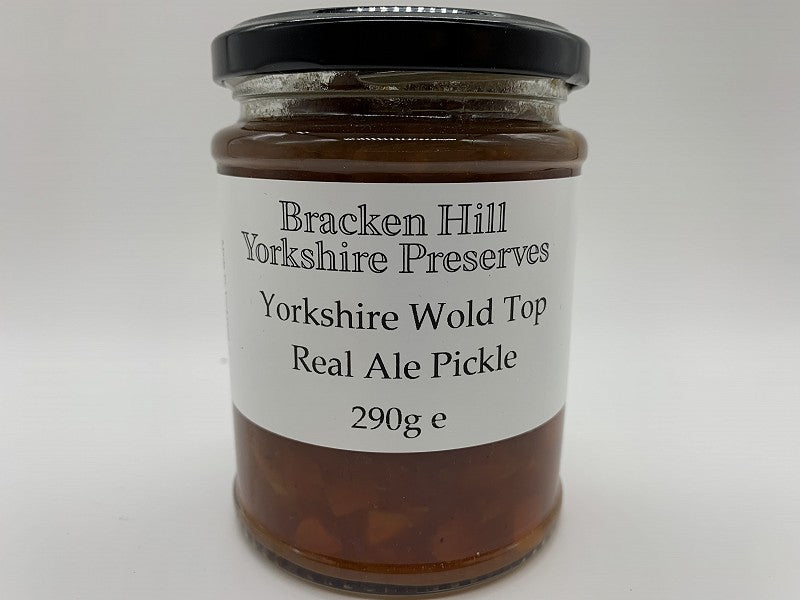 Bracken Hill
Yorkshire Preserves
Yorkshire Wold Top
Real Ale Pickle
290g e